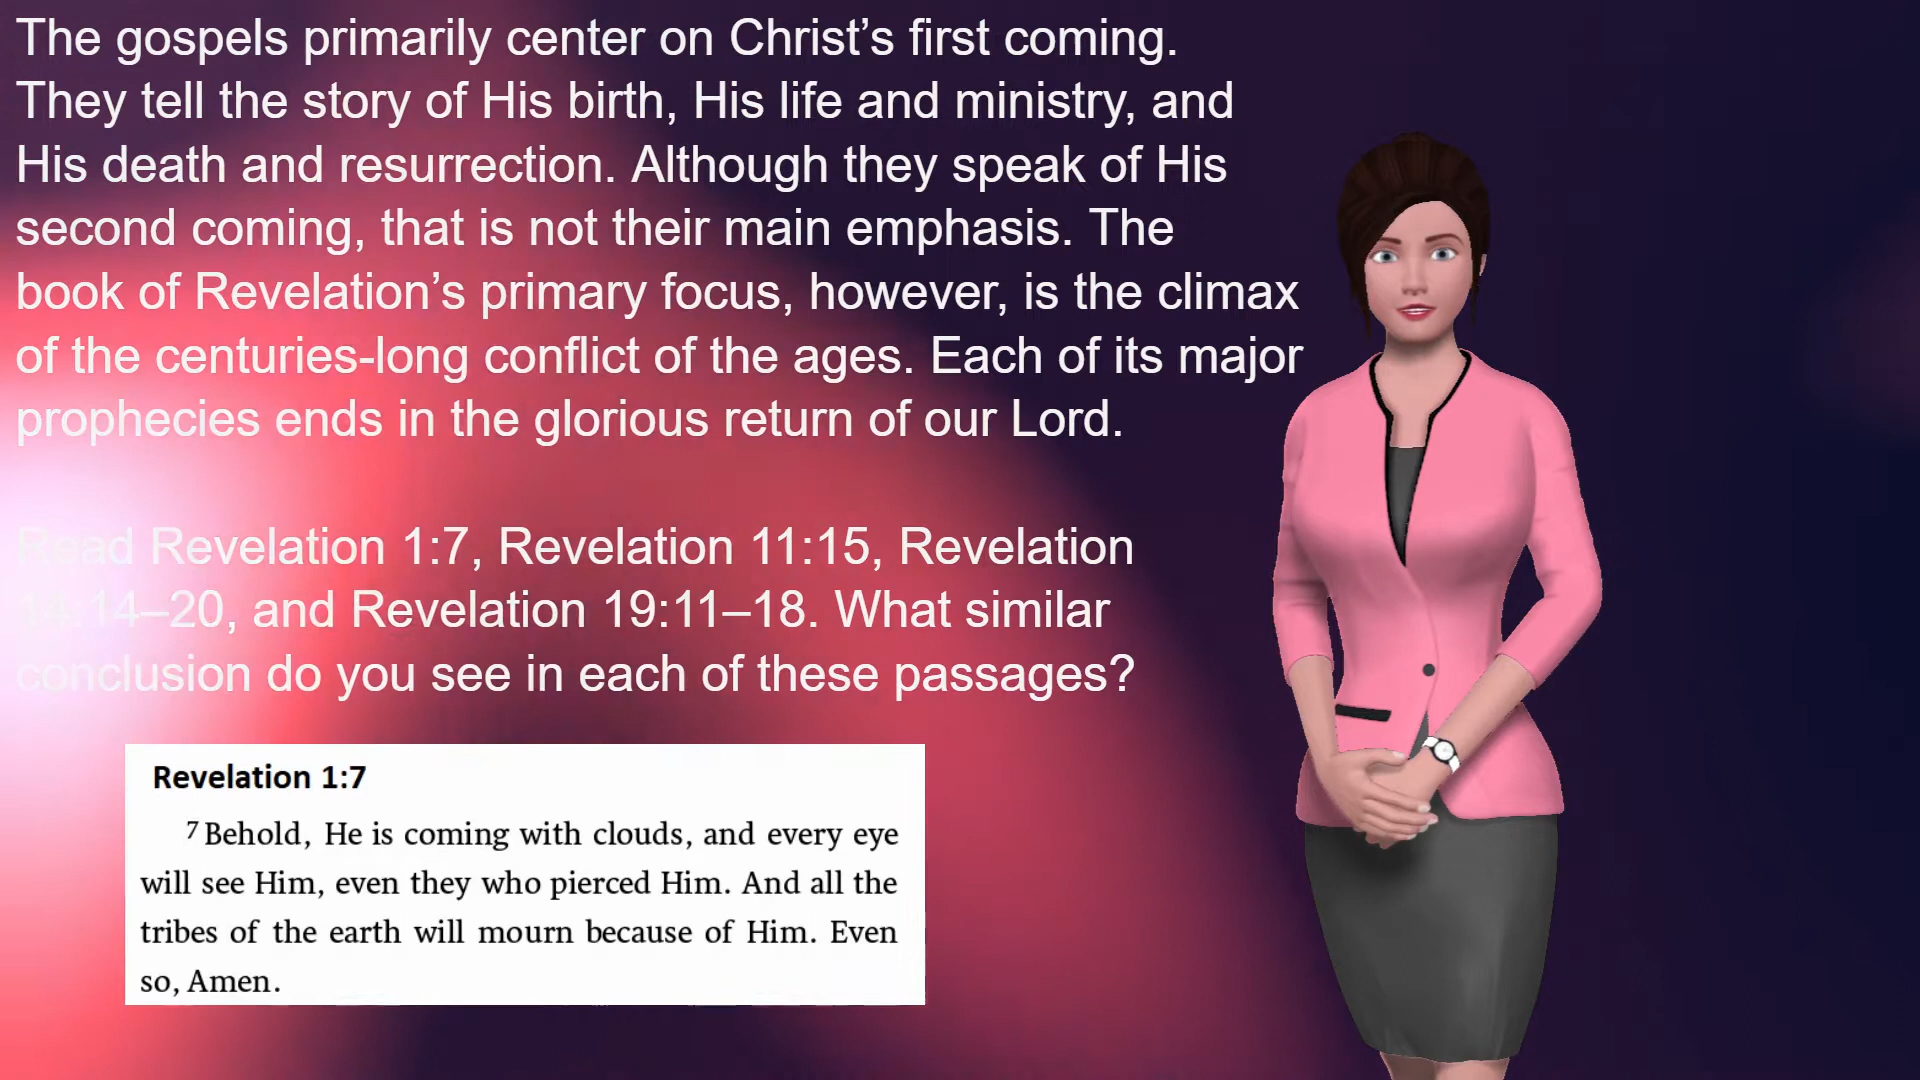 The gospels primarily center on Christ’s first coming.
They tell the story of His birth, His life and ministry, and
His death and resurrection. Although they speak of His
second coming, that is not their main emphasis. The
book of Revelation’s primary focus, however, is the climax
of the centuries-long conflict of the ages. Each of its major
prophecies ends in the glorious return of our Lord.
Read Revelation 1:7, Revelation 11:15, Revelation
14:14–20, and Revelation 19:11–18. What similar
conclusion do you see in each of these passages?
Revelation 1:7
7 Behold, He is coming with clouds, and every eye
will see Him, even they who pierced Him. And all the
tribes of the earth will mourn because of Him. Even
so, Amen.